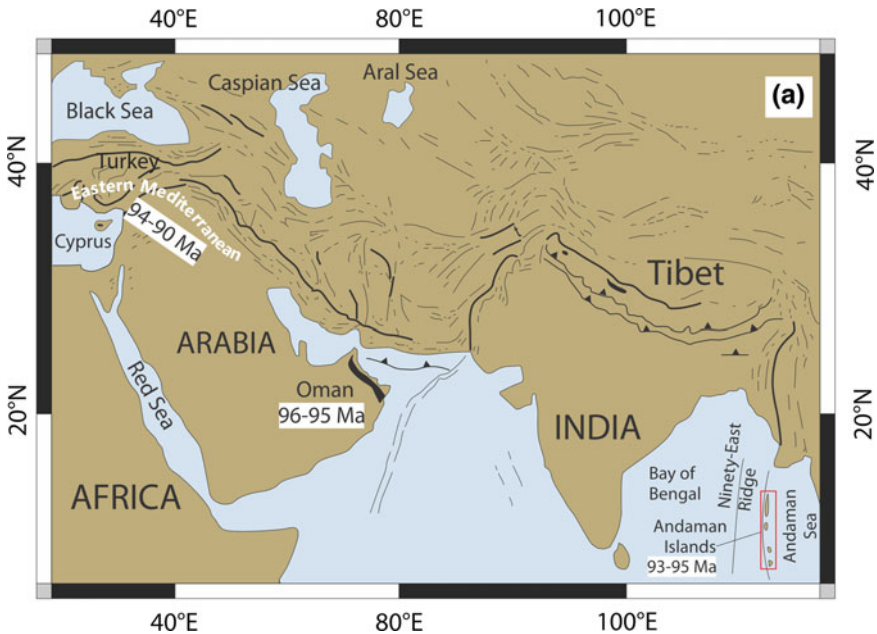 40°E 80°E 100°E
Caspian Sea
Aral Sea
(a)
Black Sea
40°N
40°N
Turkey
Eastern Mediterranean
94-90 Ma
Cyprus
Tibet
ARABIA
Red Sea
Oman
96-95 Ma
20°N
20°N
INDIA
AFRICA
Bay of
Bengal
Ninety-East
Ridge
Andaman
Islands
93-95 Ma
Andaman
Sea
40°E 80°E 100°E